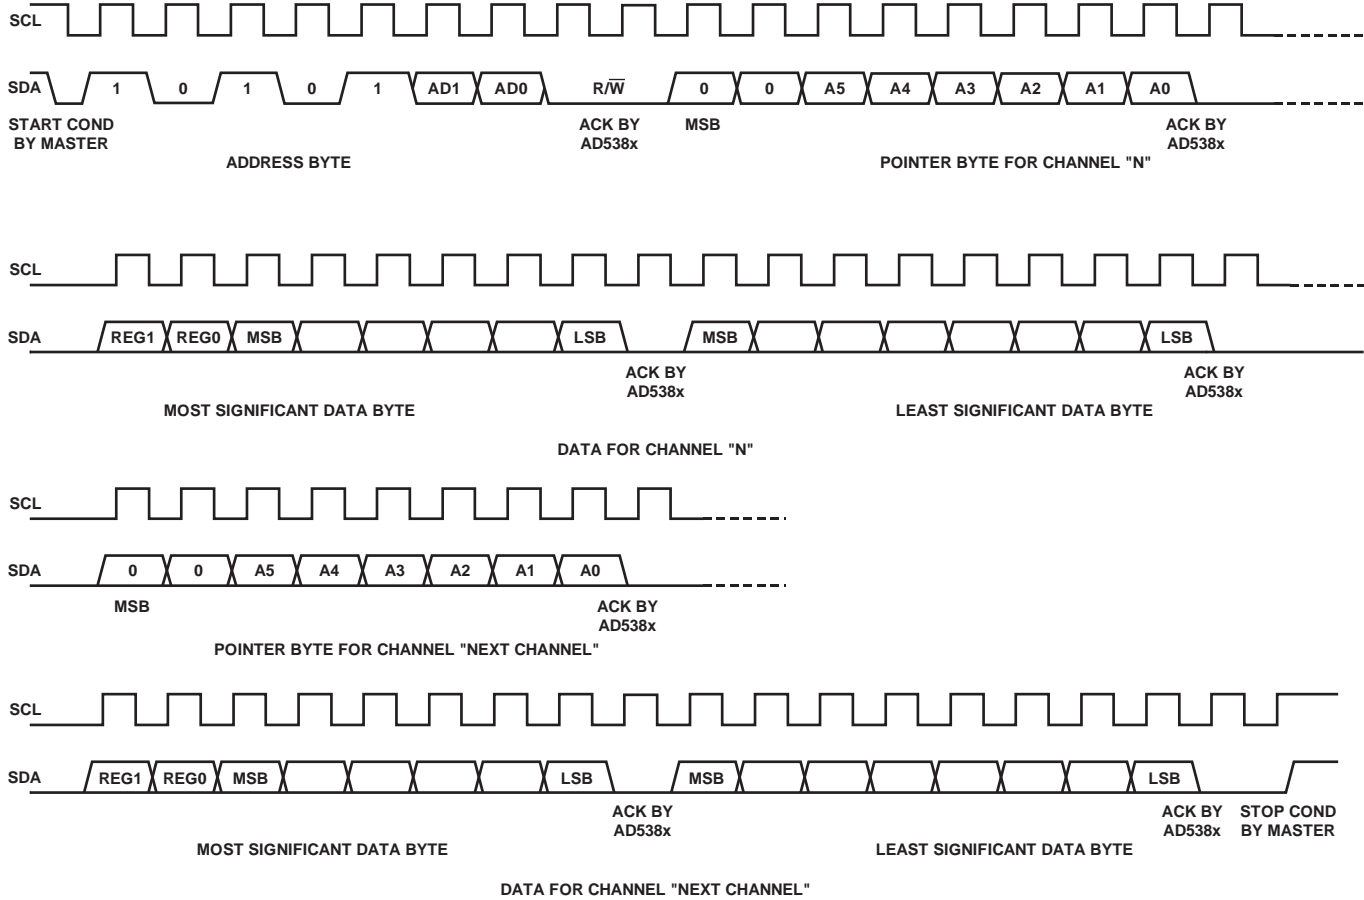 SCL
SDA 1 0 1 0 1 AD1 AD0 R/W̅ 0 0 A5 A4 A3 A2 A1 A0
START COND BY MASTER
ACK BY AD538x
MSB
ACK BY AD538x
ADDRESS BYTE
POINTER BYTE FOR CHANNEL "N"
SCL
SDA REG1 REG0 MSB LSB MSB LSB
ACK BY AD538x
ACK BY AD538x
MOST SIGNIFICANT DATA BYTE
LEAST SIGNIFICANT DATA BYTE
DATA FOR CHANNEL "N"
SCL
SDA 0 0 A5 A4 A3 A2 A1 A0
MSB
ACK BY AD538x
POINTER BYTE FOR CHANNEL "NEXT CHANNEL"
SCL
SDA REG1 REG0 MSB LSB MSB LSB
ACK BY AD538x
ACK BY AD538x
STOP COND BY MASTER
MOST SIGNIFICANT DATA BYTE
LEAST SIGNIFICANT DATA BYTE
DATA FOR CHANNEL "NEXT CHANNEL"